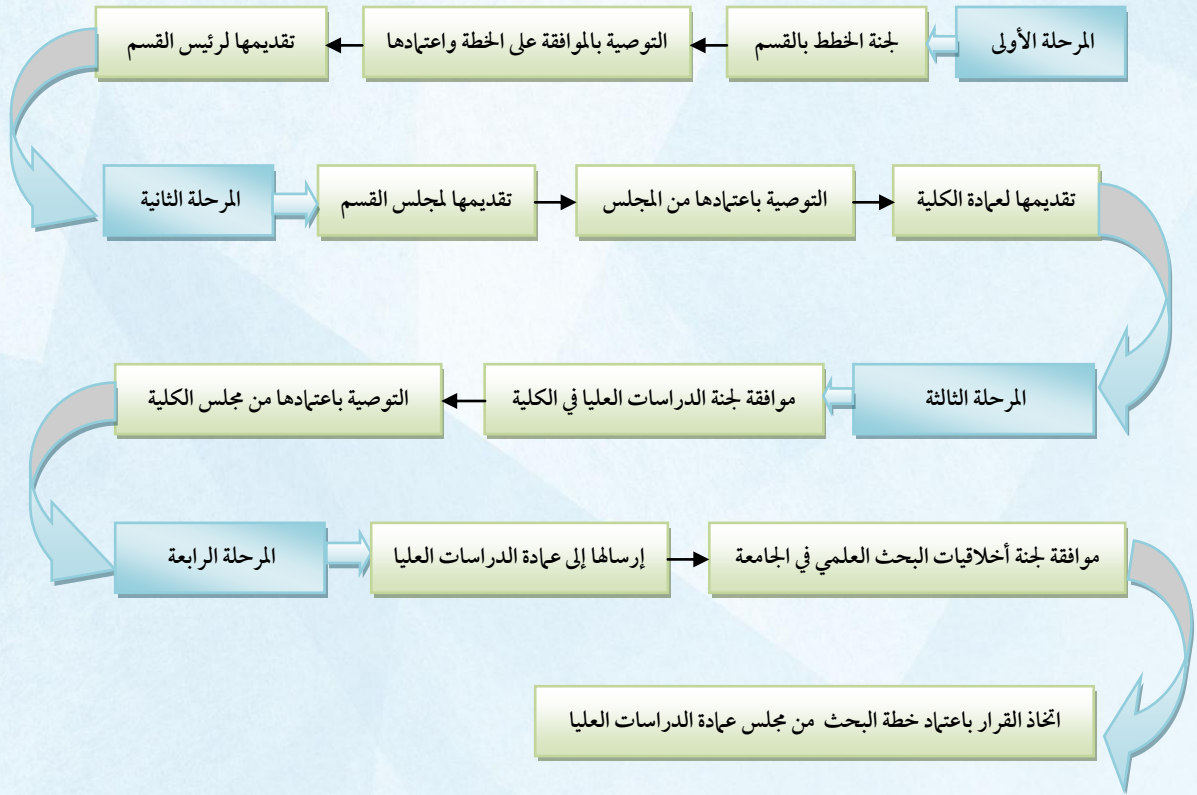 المرحلة الأولى
لجنة الخطط بالقسم
التوصية بالموافقة على الخطة واعتمادها
تقديمها لرئيس القسم
المرحلة الثانية
تقديمها لمجلس القسم
التوصية باعتمادها من المجلس
تقديمها لعمادة الكلية
المرحلة الثالثة
موافقة لجنة الدراسات العليا في الكلية
التوصية باعتمادها من مجلس الكلية
المرحلة الرابعة
إرسالها إلى عمادة الدراسات العليا
موافقة لجنة أخلاقيات البحث العلمي في الجامعة
اتخاذ القرار باعتماد خطة البحث من مجلس عمادة الدراسات العليا